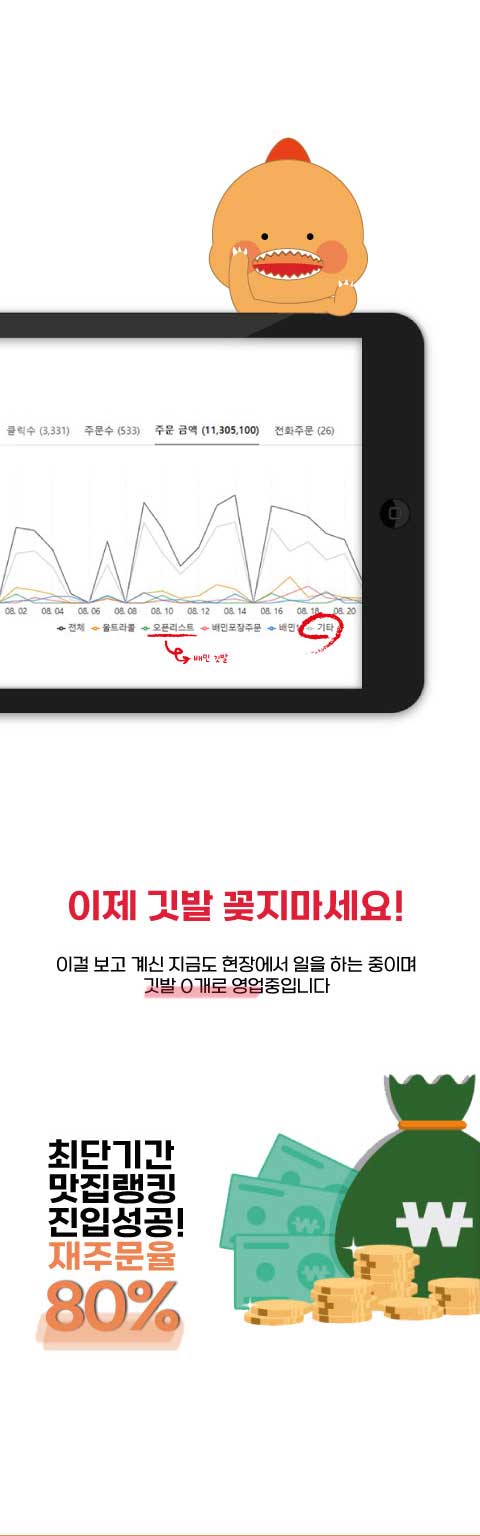 클릭수 (3,331) 주문수 (533) 주문 금액 (11,305,100) 전화주문 (26)
08. 02 08. 04 08. 06 08. 08 08. 10 08. 12 08. 14 08. 16 08. 18 08. 20
전체 울트라콜 오픈리스트 배민포장주문 배민1 기타
배민 깃발
이제 깃발 꽂지마세요!
이걸 보고 계신 지금도 현장에서 일을 하는 중이며
깃발 0개로 영업중입니다
최단기간
맛집랭킹
진입성공!
재주문율
80%
₩